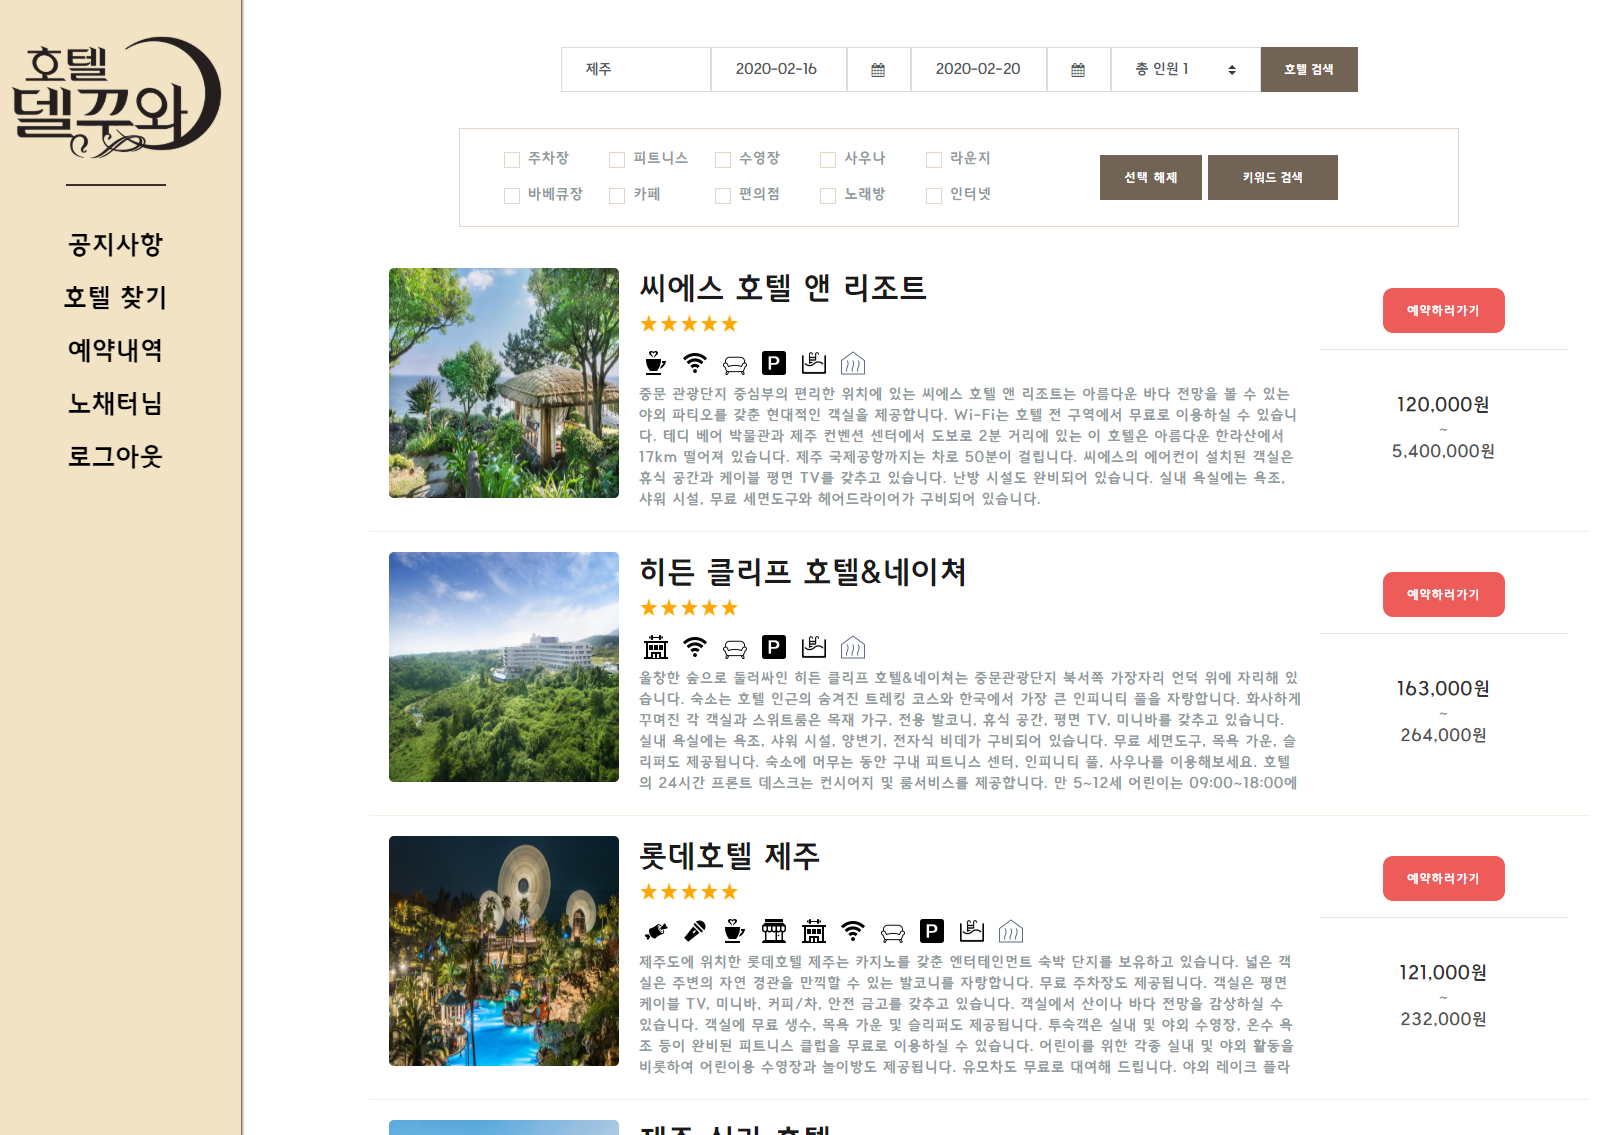 호텔
델꾸와
공지사항
호텔 찾기
예약내역
노채터님
로그아웃
제주
2020-02-16
2020-02-20
총 인원 1
호텔 검색
주차장
피트니스
수영장
사우나
라운지
바베큐장
카페
편의점
노래방
인터넷
선택 해제
키워드 검색
씨에스 호텔 앤 리조트
P
중문 관광단지 중심부의 편리한 위치에 있는 씨에스 호텔 앤 리조트는 아름다운 바다 전망을 볼 수 있는
야외 파티오를 갖춘 현대적인 객실을 제공합니다. Wi-Fi는 호텔 전 구역에서 무료로 이용하실 수 있습니
다. 테디 베어 박물관과 제주 컨벤션 센터에서 도보로 2분 거리에 있는 이 호텔은 아름다운 한라산에서
17km 떨어져 있습니다. 제주 국제공항까지는 차로 50분이 걸립니다. 씨에스의 에어컨이 설치된 객실은
휴식 공간과 케이블 평면 TV를 갖추고 있습니다. 난방 시설도 완비되어 있습니다. 실내 욕실에는 욕조,
샤워 시설, 무료 세면도구와 헤어드라이어가 구비되어 있습니다.
예약하러가기
120,000원
~
5,400,000원
히든 클리프 호텔&네이쳐
P
울창한 숲으로 둘러싸인 히든 클리프 호텔&네이쳐는 중문관광단지 북서쪽 가장자리 언덕 위에 자리해 있
습니다. 숙소는 호텔 인근의 숨겨진 트레킹 코스와 한국에서 가장 큰 인피니티 풀을 자랑합니다. 화사하게
꾸며진 각 객실과 스위트룸은 목재 가구, 전용 발코니, 휴식 공간, 평면 TV, 미니바를 갖추고 있습니다.
실내 욕실에는 욕조, 샤워 시설, 양변기, 전자식 비데가 구비되어 있습니다. 무료 세면도구, 목욕 가운, 슬
리퍼도 제공됩니다. 숙소에 머무는 동안 구내 피트니스 센터, 인피니티 풀, 사우나를 이용해보세요. 호텔
의 24시간 프론트 데스크는 컨시어지 및 룸서비스를 제공합니다. 만 5~12세 어린이는 09:00~18:00에
예약하러가기
163,000원
~
264,000원
롯데호텔 제주
P
제주도에 위치한 롯데호텔 제주는 카지노를 갖춘 엔터테인먼트 숙박 단지를 보유하고 있습니다. 넓은 객
실은 주변의 자연 경관을 만끽할 수 있는 발코니를 자랑합니다. 무료 주차장도 제공됩니다. 객실은 평면
케이블 TV, 미니바, 커피/차, 안전 금고를 갖추고 있습니다. 객실에서 산이나 바다 전망을 감상하실 수
있습니다. 객실에 무료 생수, 목욕 가운 및 슬리퍼도 제공됩니다. 투숙객은 실내 및 야외 수영장, 온수 욕
조 등이 완비된 피트니스 클럽을 무료로 이용하실 수 있습니다. 어린이를 위한 각종 실내 및 야외 활동을
비롯하여 어린이용 수영장과 놀이방도 제공됩니다. 유모차도 무료로 대여해 드립니다. 야외 레이크 플라
예약하러가기
121,000원
~
232,000원
제주 신라 호텔